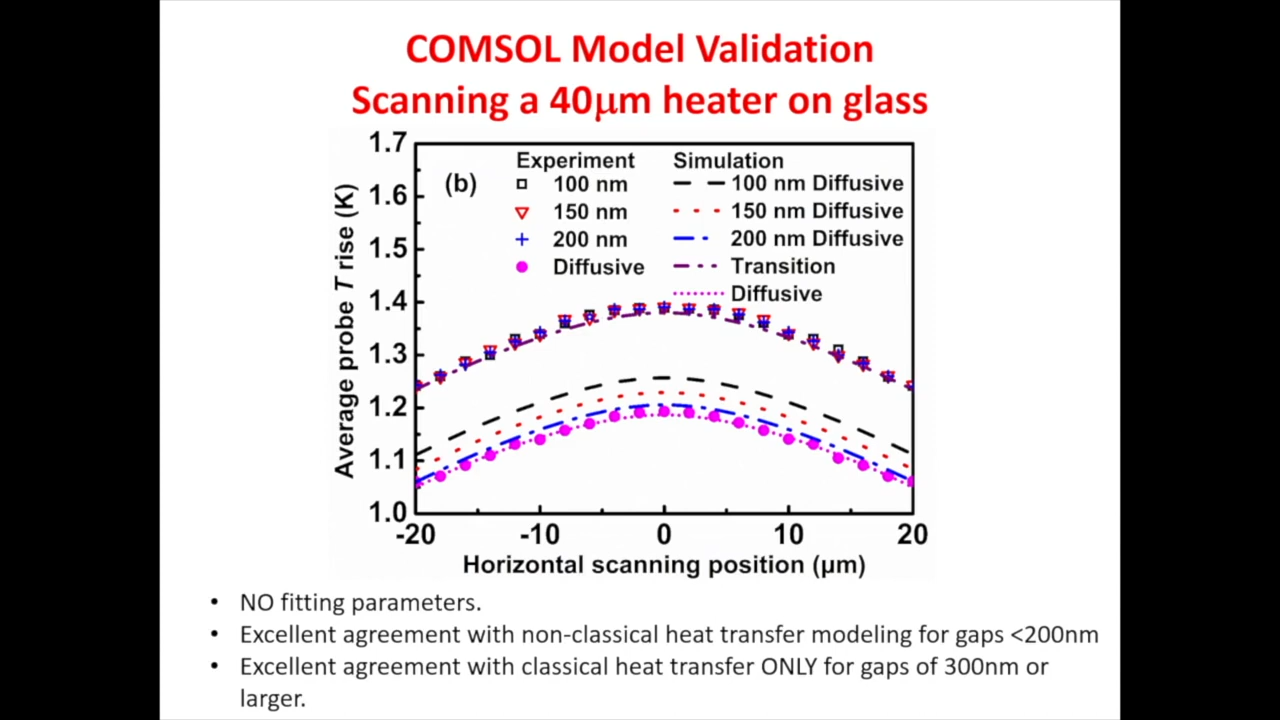 COMSOL Model Validation
Scanning a 40μm heater on glass
1.7
1.6
1.5
1.4
1.3
1.2
1.1
1.0
Average probe T rise (K)
(b)
Experiment
100 nm
150 nm
200 nm
Diffusive
Simulation
100 nm Diffusive
150 nm Diffusive
200 nm Diffusive
Transition
Diffusive
-20 -10 0 10 20
Horizontal scanning position (μm)
• NO fitting parameters.
• Excellent agreement with non-classical heat transfer modeling for gaps <200nm
• Excellent agreement with classical heat transfer ONLY for gaps of 300nm or
larger.